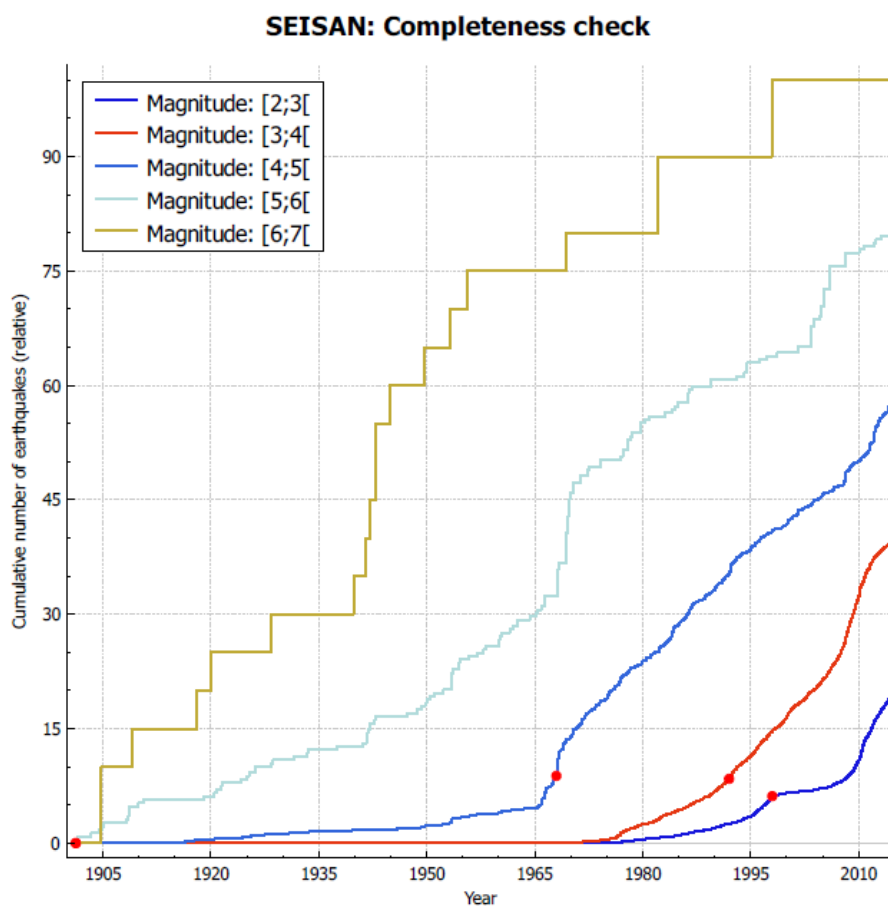 SEISAN: Completeness check
Magnitude: [2;3[
Magnitude: [3;4[
Magnitude: [4;5[
Magnitude: [5;6[
Magnitude: [6;7[
Cumulative number of earthquakes (relative)
90
75
60
45
30
15
0
1905 1920 1935 1950 1965 1980 1995 2010
Year